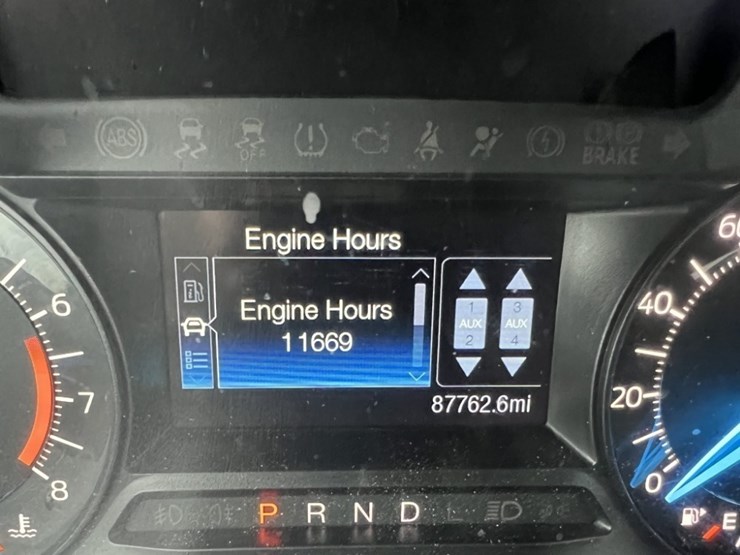 ABS
OFF
PARK
BRAKE
Engine Hours
Engine Hours
11669
1 3
AUX AUX
2 4
87762.6mi
6
7
8
60
40
20
0
E
P R N D